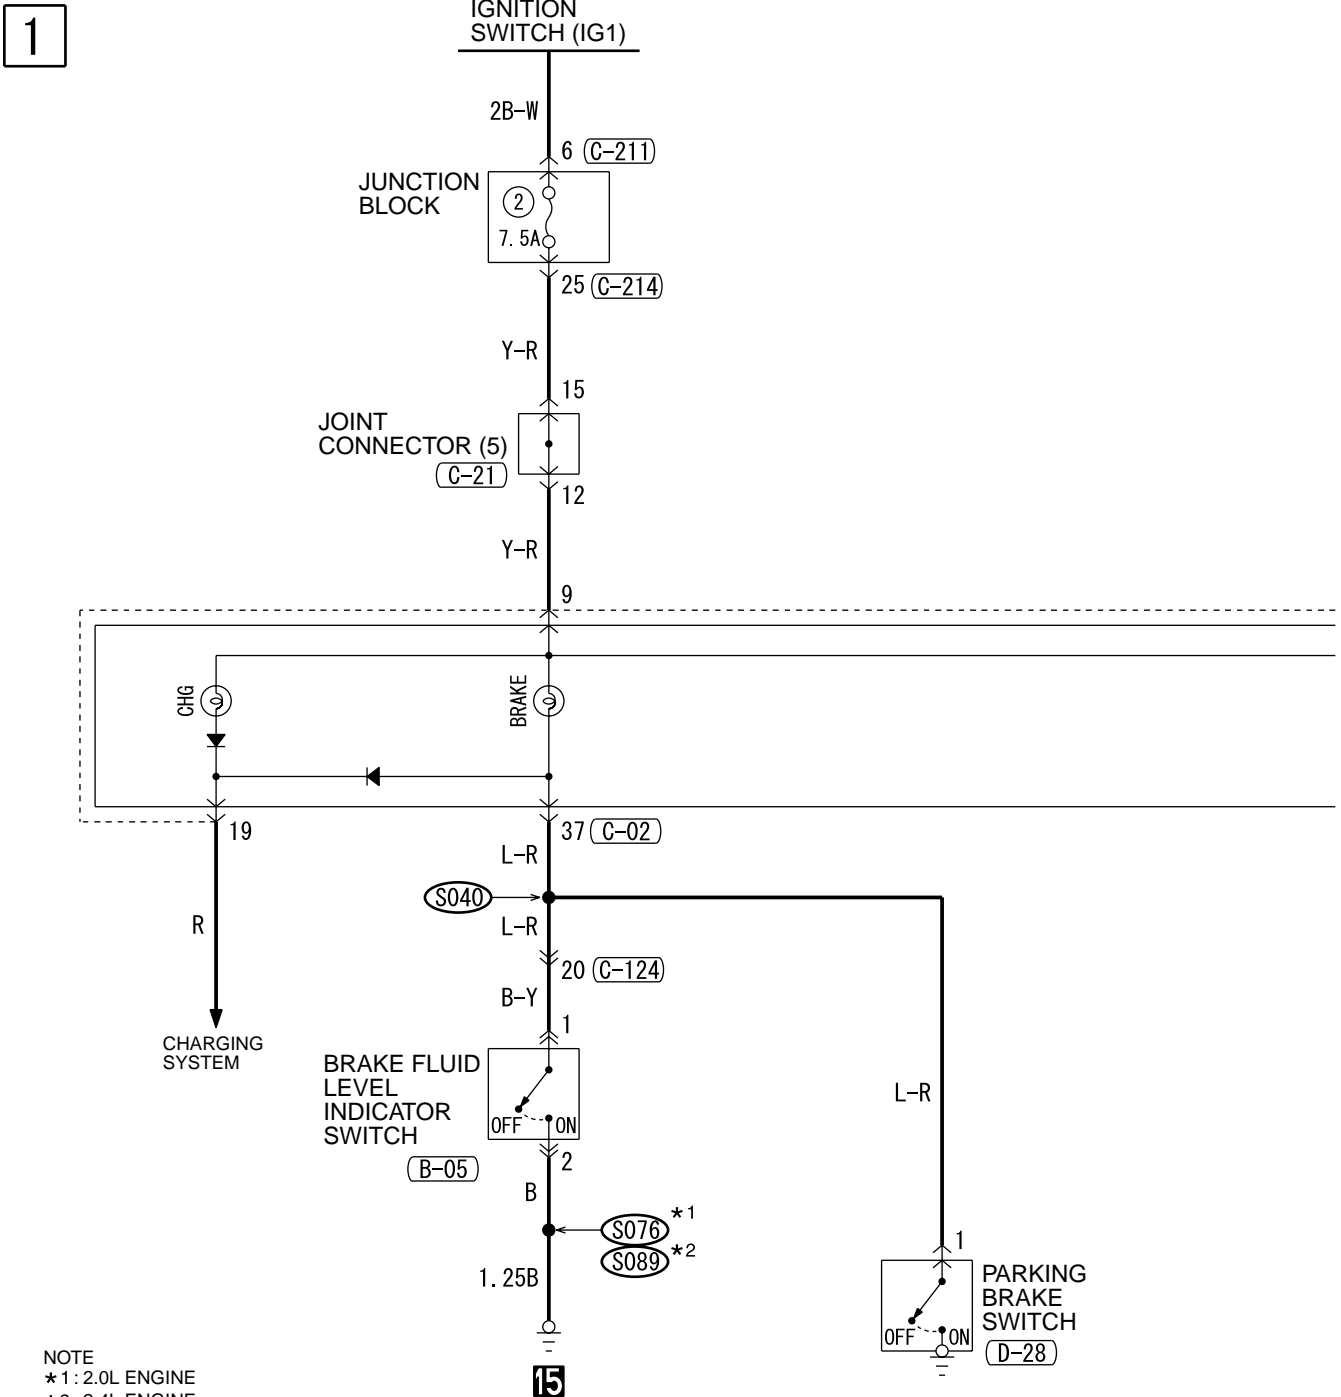 1
IGNITION
SWITCH (IG1)
2B-W
6 C-211
JUNCTION
BLOCK
2
7.5A
25 C-214
Y-R
15
JOINT
CONNECTOR (5)
C-21
12
Y-R
9
CHG
BRAKE
19
37 C-02
L-R
S040
L-R
R
20 C-124
B-Y
1
CHARGING
SYSTEM
BRAKE FLUID
LEVEL
INDICATOR
SWITCH
OFF ON
B-05
2
L-R
B
S076 *1
S089 *2
1.25B
1
PARKING
BRAKE
SWITCH
OFF ON
D-28
15
NOTE
*1: 2.0L ENGINE